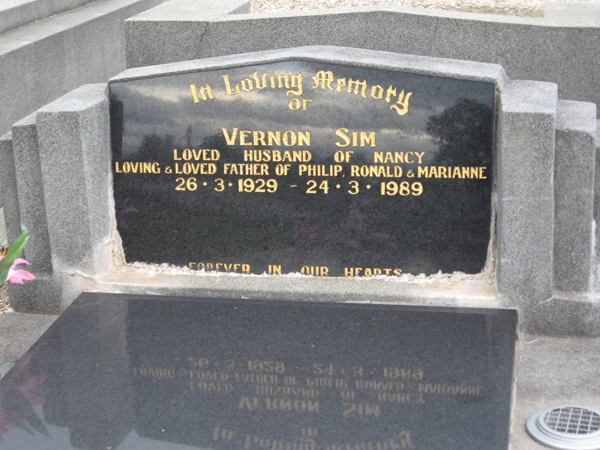 In Loving Memory
OF
VERNON SIM
LOVED HUSBAND OF NANCY
LOVING & LOVED FATHER OF PHILIP, RONALD & MARIANNE
26·3·1929 - 24·3·1989
FOREVER IN OUR HEARTS